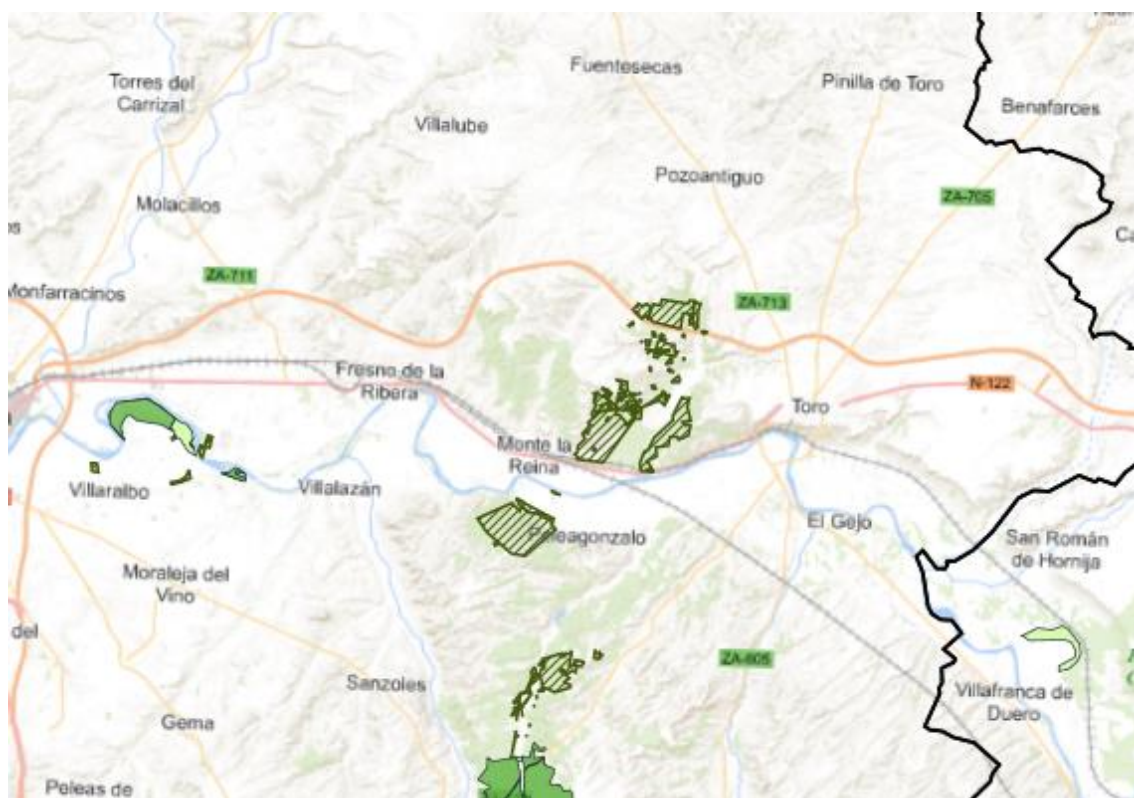 Fuentesecas
Torres del
Carrizal
Pinilla de Toro
Benafarces
Villalube
Pozoantiguo
Molacillos
ZA-705
ZA-711
Monfarracinos
ZA-713
Fresno de la
Ribera
N-122
Toro
Monte la
Reina
Villaralbo
Villalazán
El Gejo
Peleagonzalo
San Román
de Hornija
Moraleja del
Vino
del
ZA-605
Sanzoles
Villafranca de
Duero
Gema
Peleas de